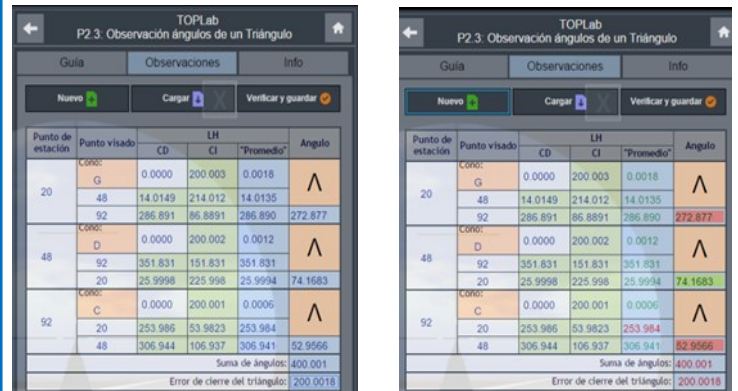 TOPLab
P2.3: Observación ángulos de un Triángulo
Guía Observaciones Info
Nuevo Cargar Verificar y guardar
Punto de estación Punto visado LH Angulo
CD CI "Promedio"
20 Cono: G 0.0000 200.003 0.0018 Λ
48 14.0149 214.012 14.0135
92 286.891 86.8891 286.890 272.877
48 Cono: D 0.0000 200.002 0.0012 Λ
92 351.831 151.831 351.831
20 25.9998 225.998 25.9994 74.1683
92 Cono: C 0.0000 200.001 0.0006 Λ
20 253.986 53.9823 253.984
48 306.944 106.937 306.941 52.9566
Suma de ángulos: 400.001
Error de cierre del triángulo: 200.0018
TOPLab
P2.3: Observación ángulos de un Triángulo
Guía Observaciones Info
Nuevo Cargar Verificar y guardar
Punto de estación Punto visado LH Angulo
CD CI "Promedio"
20 Cono: G 0.0000 200.003 0.0018 Λ
48 14.0149 214.012 14.0135
92 286.891 86.8891 286.890 272.877
48 Cono: D 0.0000 200.002 0.0012 Λ
92 351.831 151.831 351.831
20 25.9998 225.998 25.9994 74.1683
92 Cono: C 0.0000 200.001 0.0006 Λ
20 253.986 53.9823 253.984
48 306.944 106.937 306.941 52.9566
Suma de ángulos: 400.001
Error de cierre del triángulo: 200.0018